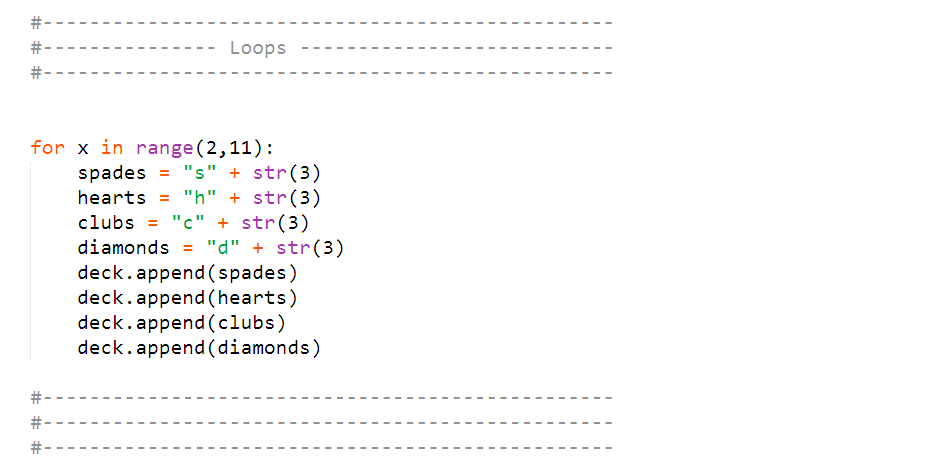 #-------------------------------------------------
#--------------- Loops ---------------------------
#-------------------------------------------------
for x in range(2,11):
    spades = "s" + str(3)
    hearts = "h" + str(3)
    clubs = "c" + str(3)
    diamonds = "d" + str(3)
    deck.append(spades)
    deck.append(hearts)
    deck.append(clubs)
    deck.append(diamonds)
#-------------------------------------------------
#-------------------------------------------------
#-------------------------------------------------